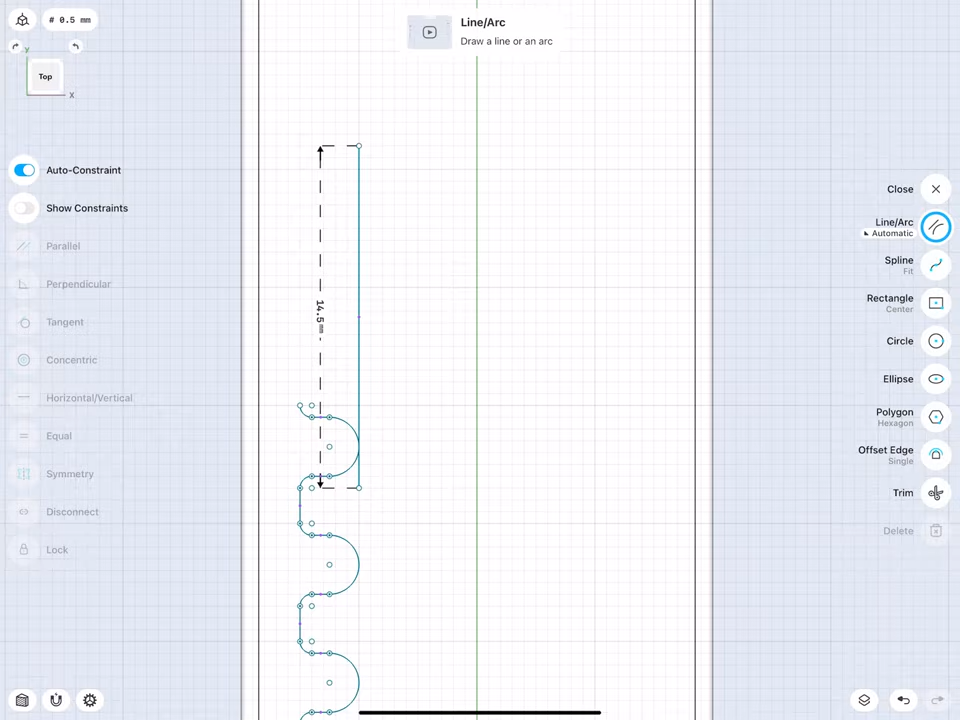 # 0.5 mm
Line/Arc
Draw a line or an arc
y
Top
x
Auto-Constraint
Show Constraints
Parallel
Perpendicular
Tangent
Concentric
Horizontal/Vertical
Equal
Symmetry
Disconnect
Lock
14.5 mm
Close
Line/Arc
Automatic
Spline
Fit
Rectangle
Center
Circle
Ellipse
Polygon
Hexagon
Offset Edge
Single
Trim
Delete